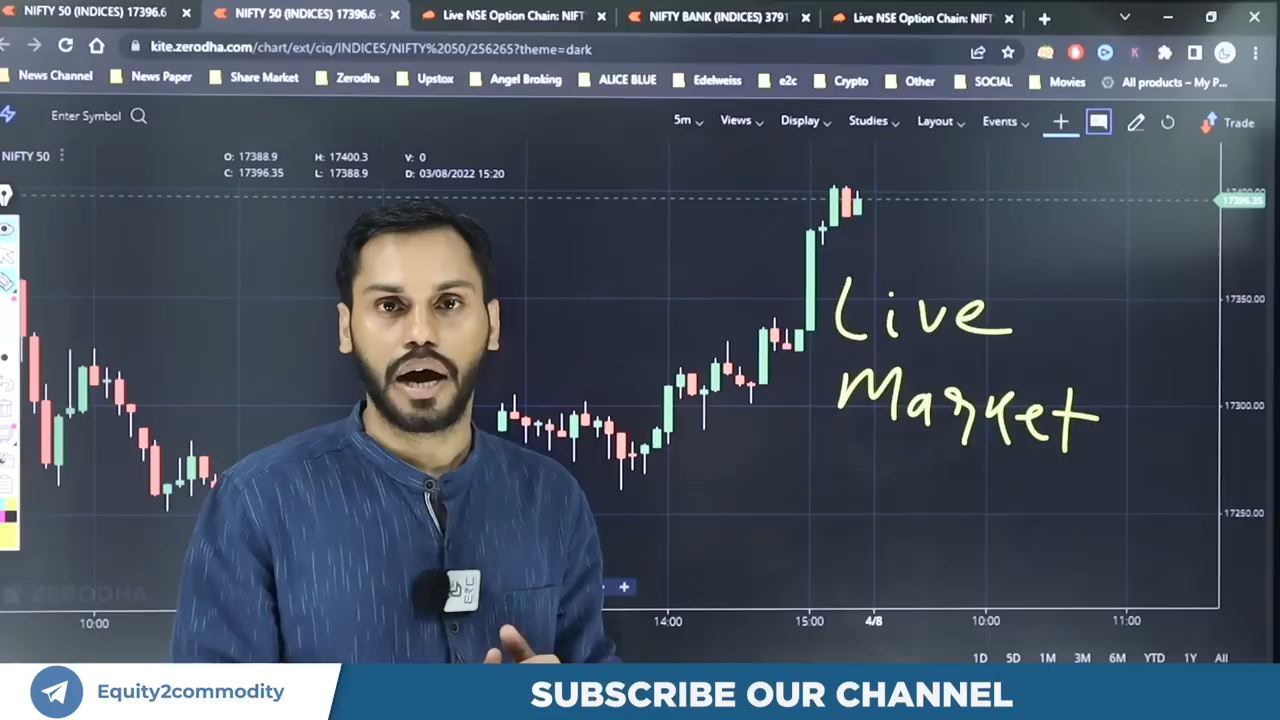 NIFTY 50 (INDICES) 17396.6
NIFTY 50 (INDICES) 17396.6
Live NSE Option Chain: NIFT
NIFTY BANK (INDICES) 3791
Live NSE Option Chain: NIFT
kite.zerodha.com/chart/ext/ciq/INDICES/NIFTY%2050/256265?theme=dark
News Channel News Paper Share Market Zerodha Upstox Angel Broking ALICE BLUE Edelweiss e2c Crypto Other SOCIAL Movies All products – My P...
Enter Symbol 5m Views Display Studies Layout Events Trade
NIFTY 50 O: 17388.9 H: 17400.3 V: 0
C: 17396.35 L: 17388.9 D: 03/08/2022 15:20
17400.00
17396.35
Live
17350.00
Market
17300.00
17250.00
ZERODHA
10:00 14:00 15:00 4/8 10:00 11:00
1D 5D 1M 3M 6M YTD 1Y All
Equity2commodity
SUBSCRIBE OUR CHANNEL